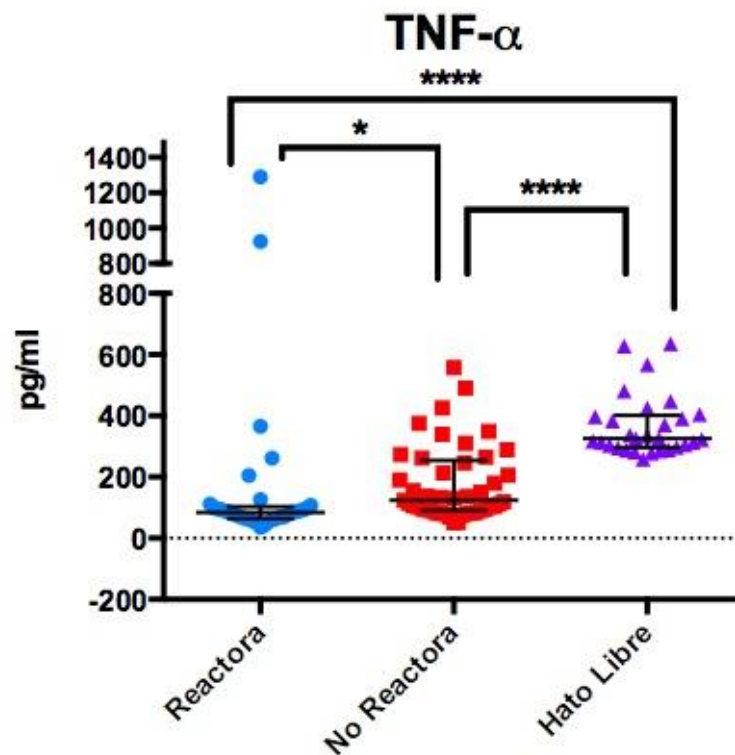 TNF-α
****
*
****
1400
1200
1000
800
800
600
400
200
0
-200
pg/ml
Reactora
No Reactora
Hato Libre